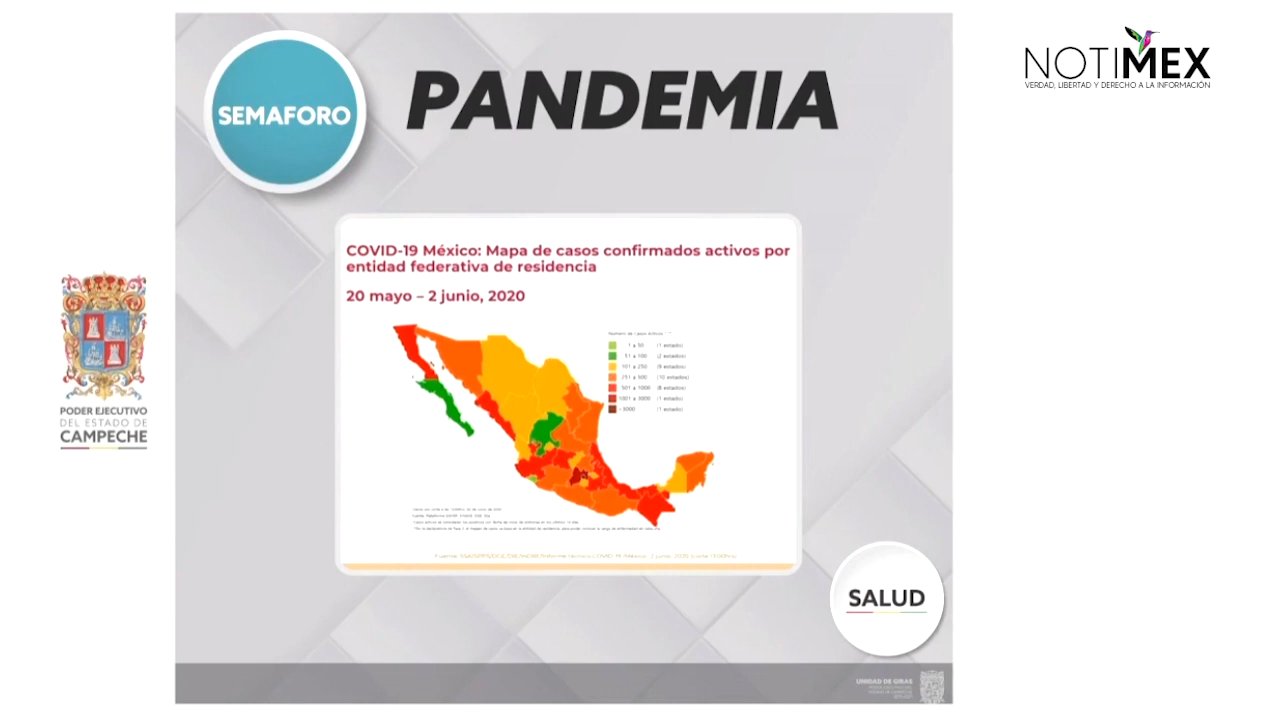 SEMAFORO
PANDEMIA
NOTIMEX
VERDAD, LIBERTAD Y DERECHO A LA INFORMACIÓN
COVID-19 México: Mapa de casos confirmados activos por
entidad federativa de residencia
20 mayo – 2 junio, 2020
1 a 50 (1 estado)
51 a 100 (2 estados)
101 a 250 (9 estados)
251 a 500 (10 estados)
501 a 1000 (8 estados)
1001 a 3000 (1 estado)
>3000 (1 estado)
PODER EJECUTIVO
DEL ESTADO DE
CAMPECHE
SALUD
UNIDAD DE GIRAS